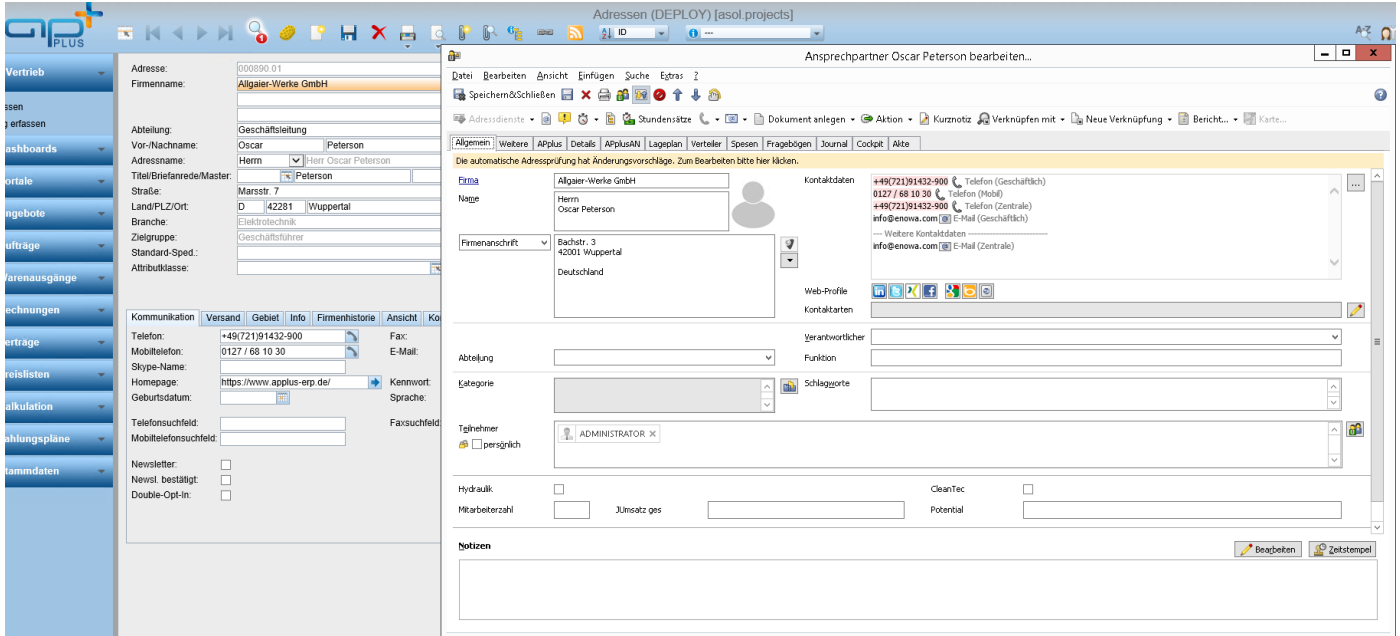 Adressen (DEPLOY) [asol.projects]
ap+
PLUS
ID
---
A-Z
Vertrieb
ssen
g erfassen
ashboards
ortale
ngebote
ufträge
Varenausgänge
echnungen
erträge
reislisten
alkulation
ahlungspläne
tammdaten
Adresse: 000890.01
Firmenname: Allgaier-Werke GmbH
Abteilung: Geschäftsleitung
Vor-/Nachname: Oscar Peterson
Adressname: Herrn Herr Oscar Peterson
Titel/Briefanrede/Master: Peterson
Straße: Marsstr. 7
Land/PLZ/Ort: D 42281 Wuppertal
Branche: Elektrotechnik
Zielgruppe: Geschäftsführer
Standard-Sped.:
Attributklasse:
Kommunikation Versand Gebiet Info Firmenhistorie Ansicht Ko
Telefon: +49(721)91432-900 Fax:
Mobiltelefon: 0127 / 68 10 30 E-Mail:
Skype-Name:
Homepage: https://www.applus-erp.de/ Kennwort:
Geburtsdatum: Sprache:
Telefonsuchfeld: Faxsuchfeld:
Mobiltelefonsuchfeld:
Newsletter:
Newsl. bestätigt:
Double-Opt-In:
Ansprechpartner Oscar Peterson bearbeiten...
Datei Bearbeiten Ansicht Einfügen Suche Extras ?
Speichern&Schließen
Adressdienste Stundensätze Dokument anlegen Aktion Kurznotiz Verknüpfen mit Neue Verknüpfung Bericht... Karte...
Allgemein Weitere APplus Details APplusAN Lageplan Verteiler Spesen Fragebögen Journal Cockpit Akte
Die automatische Adressprüfung hat Änderungsvorschläge. Zum Bearbeiten bitte hier klicken.
Firma Allgaier-Werke GmbH
Name Herrn
Oscar Peterson
Firmenanschrift Bachstr. 3
42001 Wuppertal
Deutschland
Kontaktdaten +49(721)91432-900 Telefon (Geschäftlich)
0127 / 68 10 30 Telefon (Mobil)
+49(721)91432-900 Telefon (Zentrale)
info@enowa.com E-Mail (Geschäftlich)
--- Weitere Kontaktdaten ---------------------------
info@enowa.com E-Mail (Zentrale)
...
Web-Profile
Kontaktarten
Verantwortlicher
Abteilung Funktion
Kategorie Schlagworte
Teilnehmer ADMINISTRATOR
persönlich
Hydraulik CleanTec
Mitarbeiterzahl JUmsatz ges Potential
Notizen Bearbeiten Zeitstempel